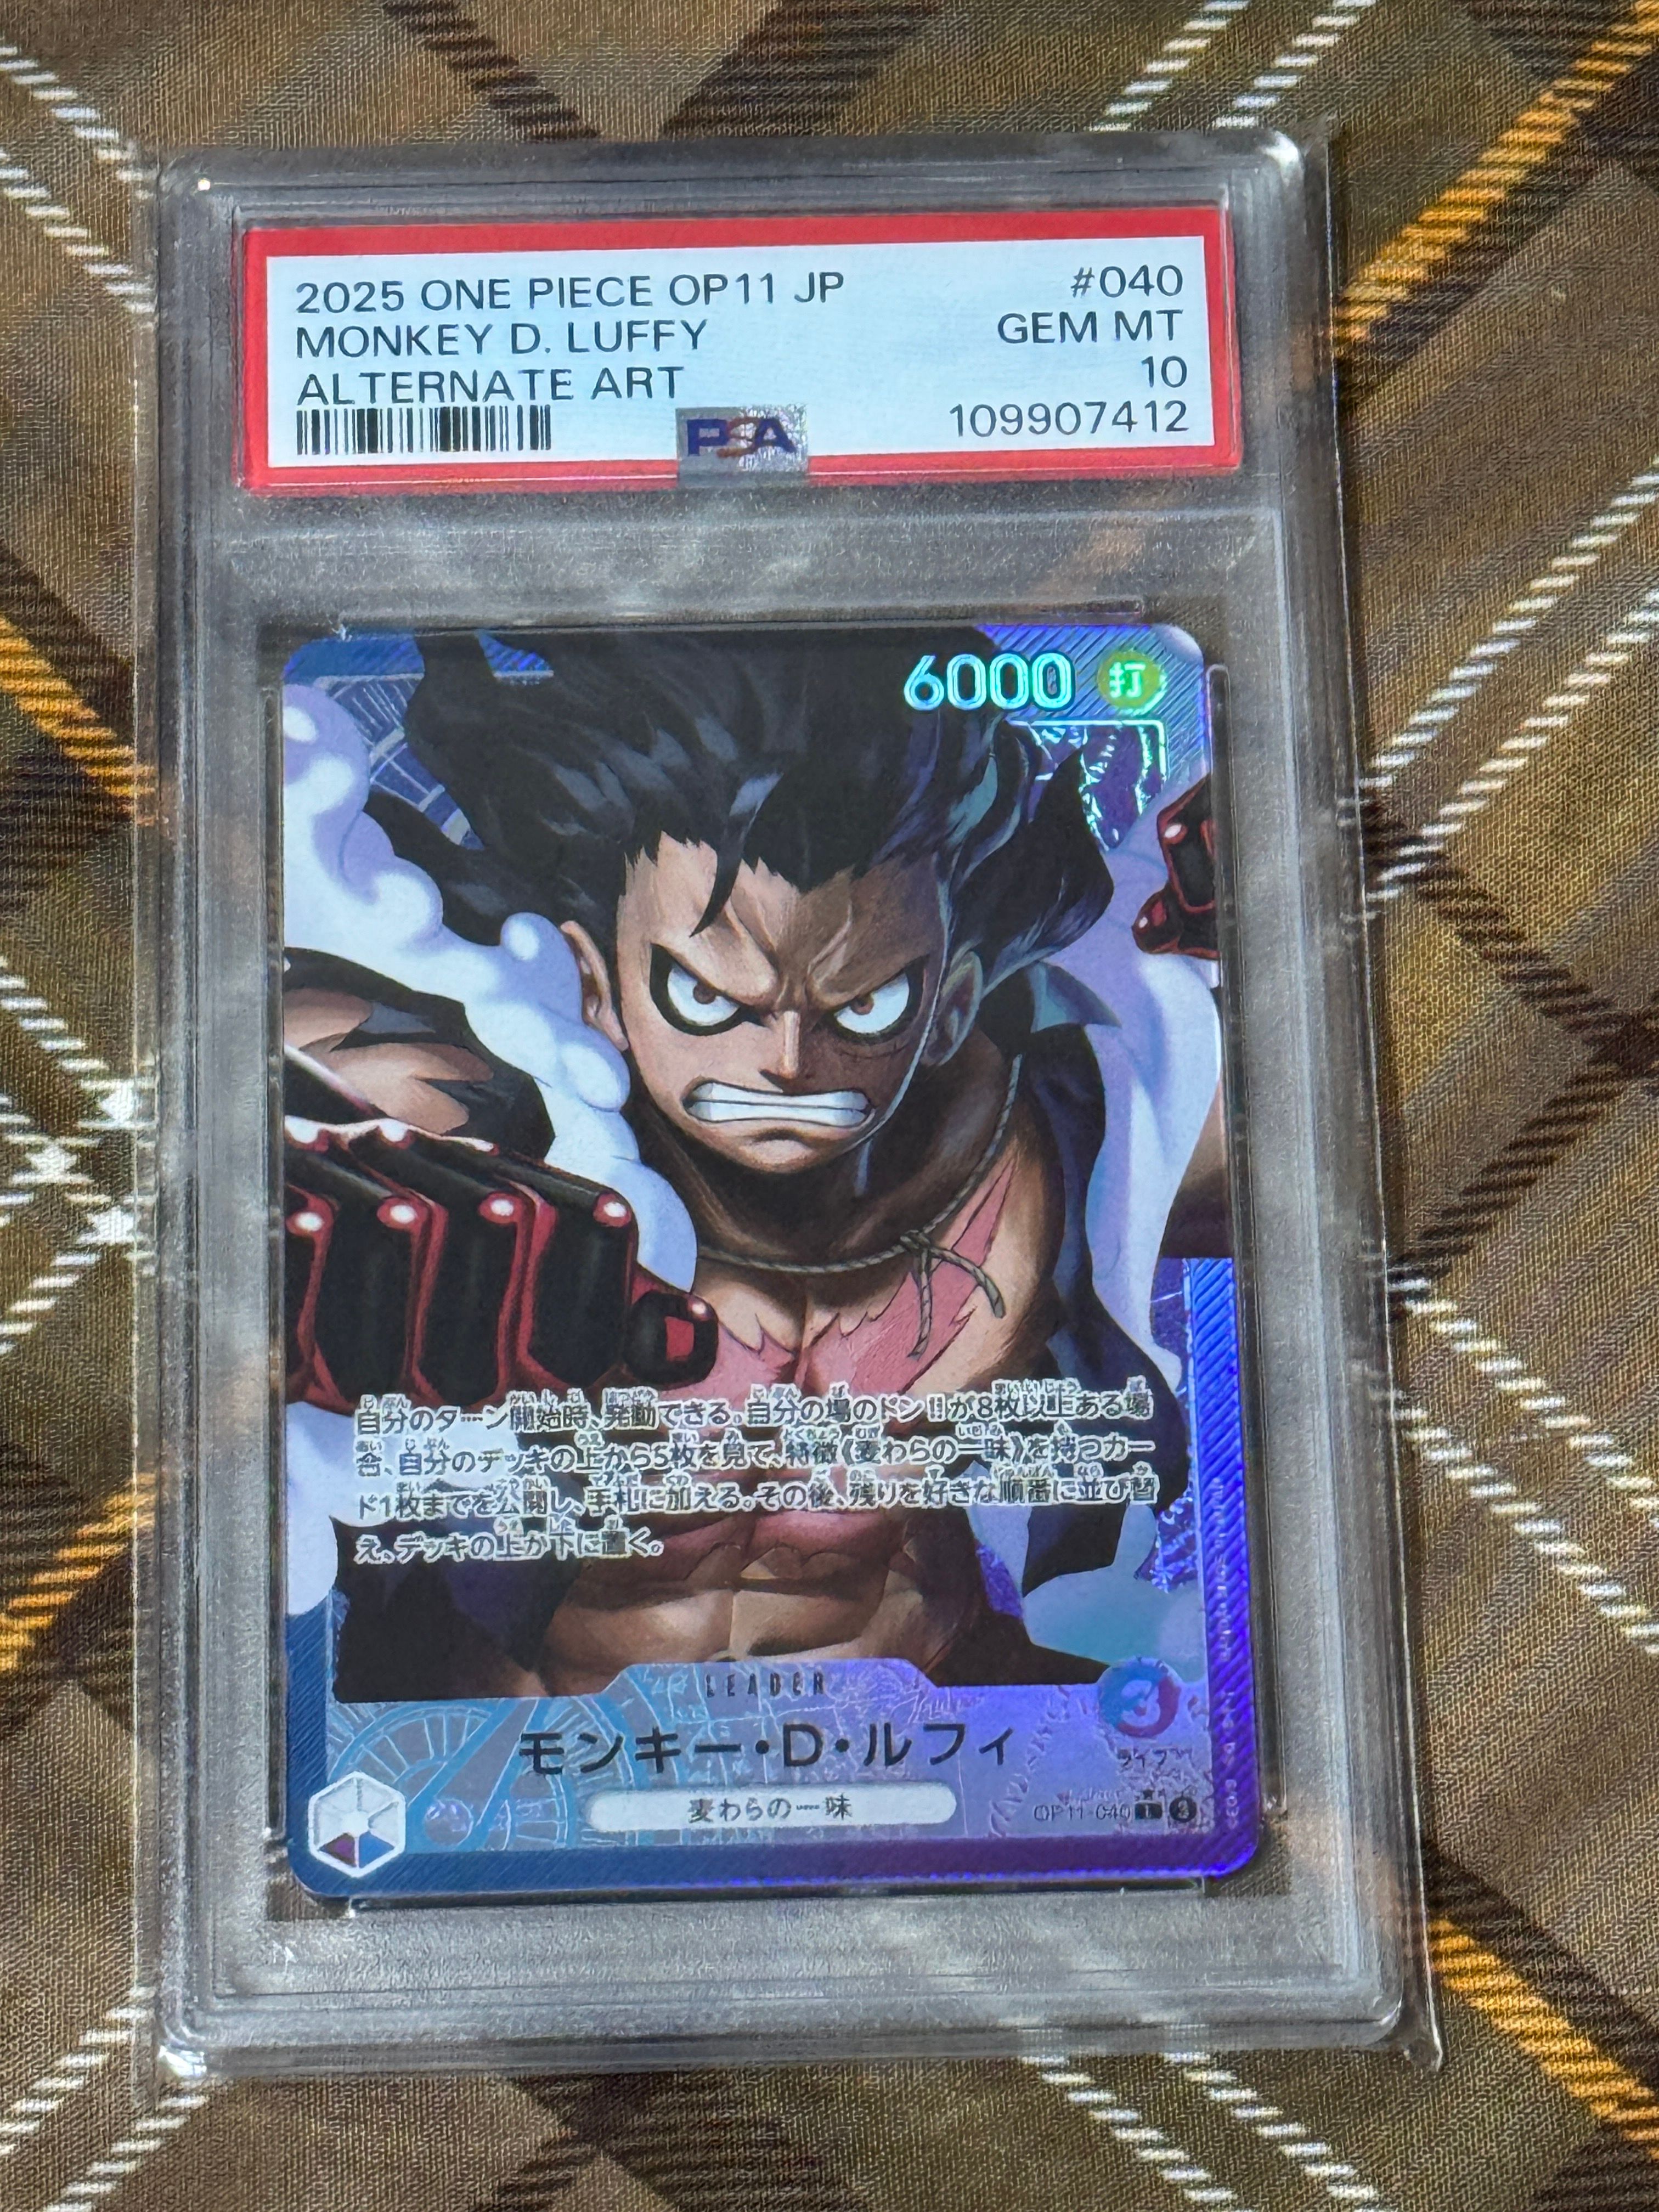 2025 ONE PIECE OP11 JP #040
MONKEY D. LUFFY GEM MT
ALTERNATE ART 10
PSA 109907412
6000 打
自分のターン開始時、発動できる。自分の場のドン!!が8枚以上ある場
合、自分のデッキの上から5枚を見て、特徴《麦わらの一味》を持つカー
ド1枚までを公開し、手札に加える。その後、残りを好きな順番に並び替
え、デッキの上か下に置く。
LEADER
3
モンキー・D・ルフィ
ライフ
麦わらの一味
OP11-040 L